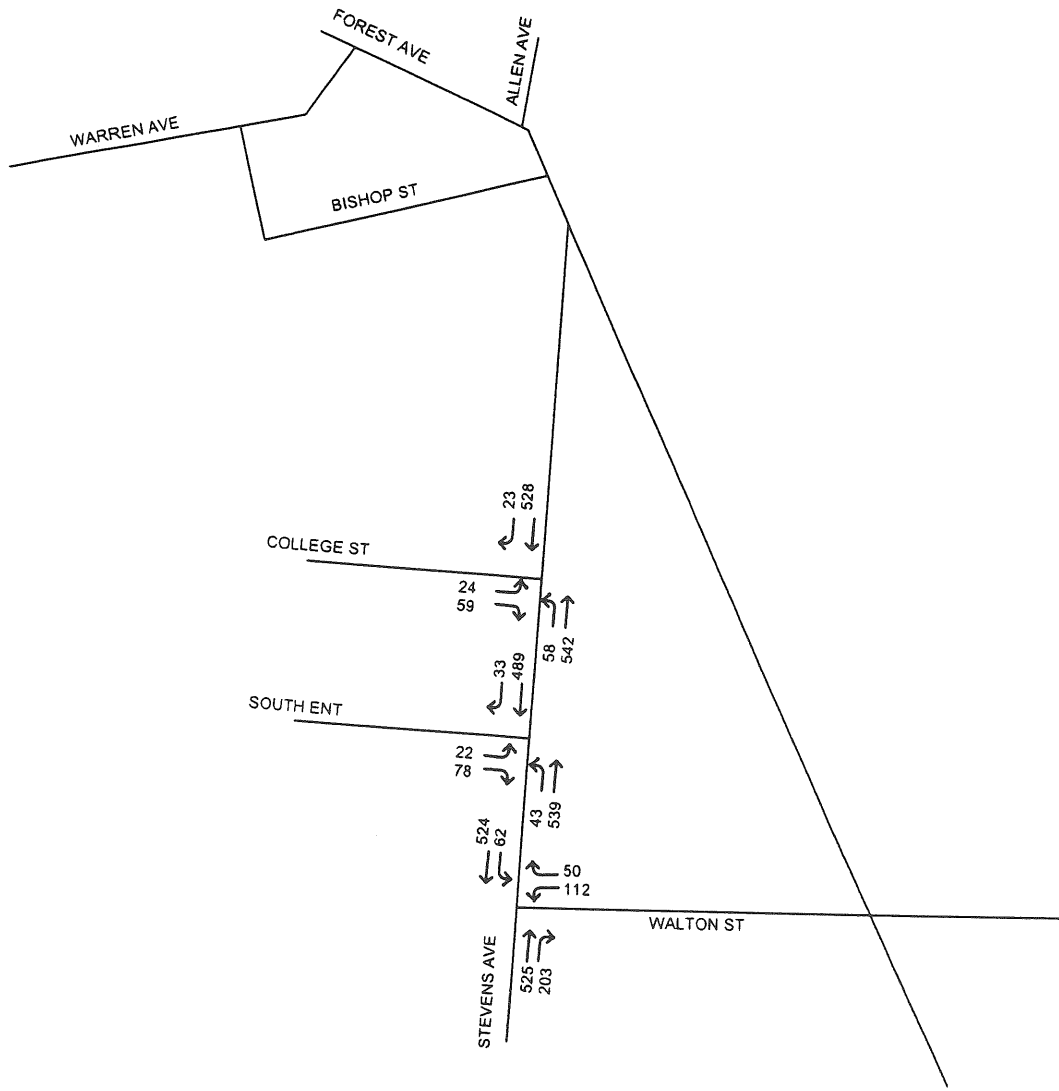 FOREST AVE
ALLEN AVE
WARREN AVE
BISHOP ST
23
528
COLLEGE ST
24
59
58
542
33
489
SOUTH ENT
22
78
43
539
524
62
50
112
WALTON ST
525
203
STEVENS AVE